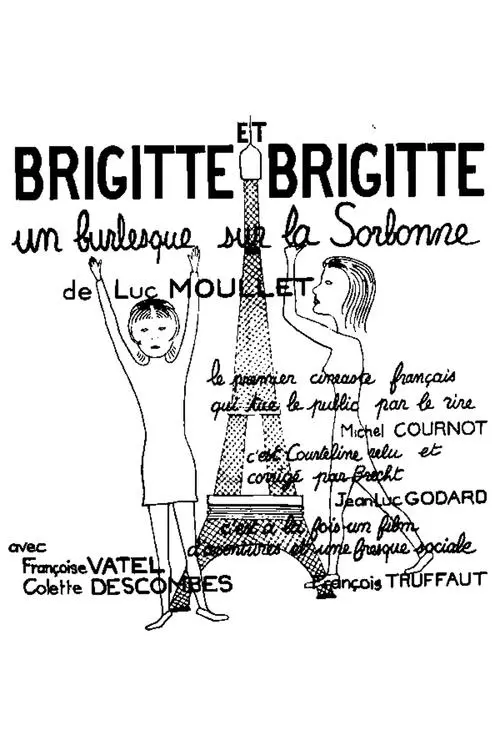 ET
BRIGITTE BRIGITTE
un burlesque sur la Sorbonne
de Luc MOULLET
le premier cinéaste français
qui tue le public par le rire
Michel COURNOT
c'est Courteline relu et
corrigé par Brecht
Jean Luc GODARD
c'est à la fois un film
d'aventures et une fresque sociale
François TRUFFAUT
avec
Françoise VATEL
Colette DESCOMBES